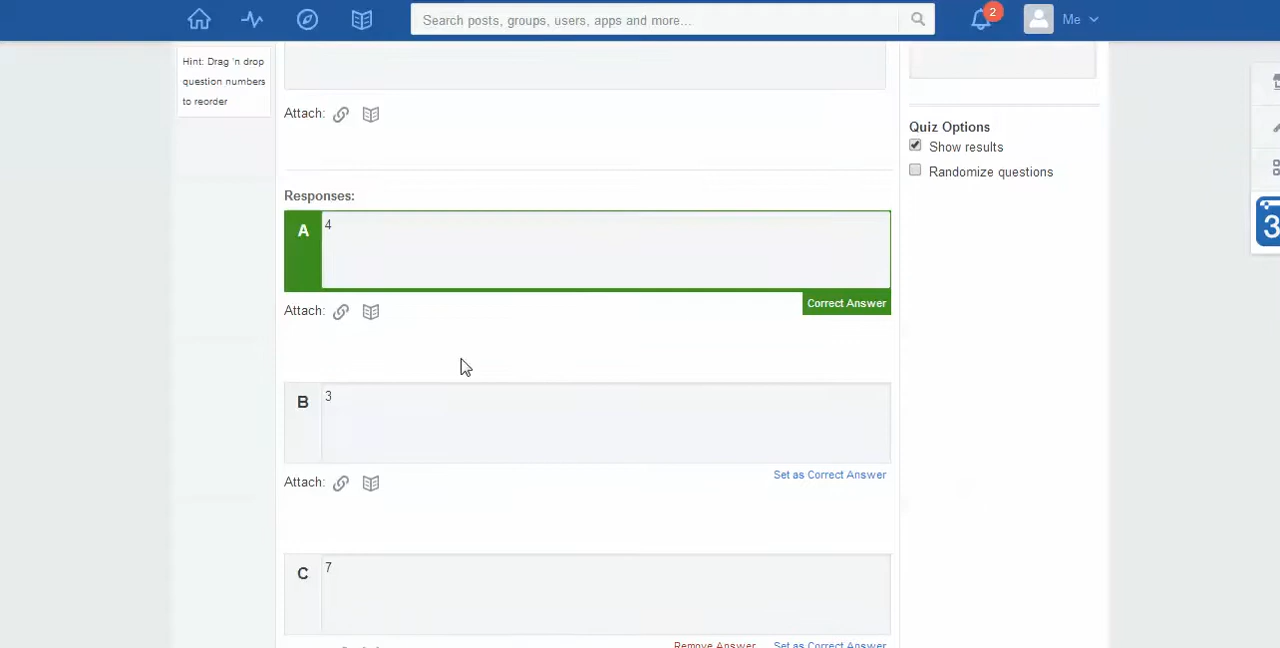 Search posts, groups, users, apps and more...
2
Me
Hint: Drag 'n drop
question numbers
to reorder
Attach:
Quiz Options
Show results
Randomize questions
3
Responses:
A
4
Correct Answer
Attach:
B
3
Set as Correct Answer
Attach:
C
7
Remove Answer
Set as Correct Answer